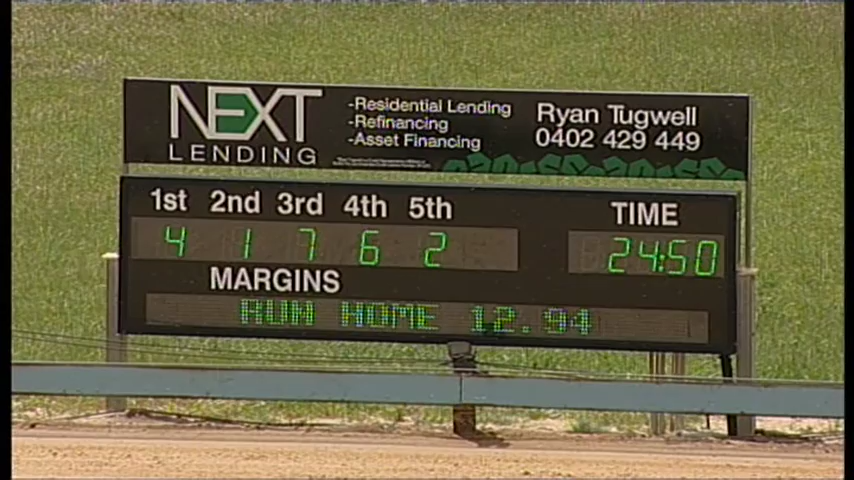 NEXT
LENDING
-Residential Lending
-Refinancing
-Asset Financing
Ryan Tugwell
0402 429 449
1st 2nd 3rd 4th 5th TIME
4 1 7 6 2 24:50
MARGINS
RUN HOME 12.94